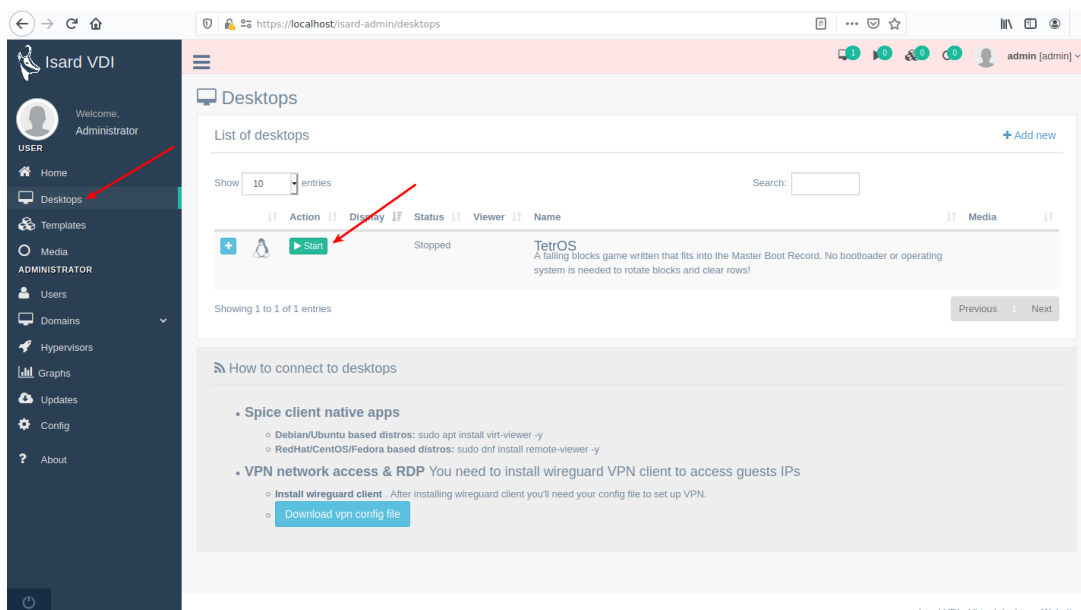 https://localhost/isard-admin/desktops
Isard VDI
1 0 0 0 admin [admin]
Welcome,
Administrator
USER
Home
Desktops
Templates
Media
ADMINISTRATOR
Users
Domains
Hypervisors
Graphs
Updates
Config
? About
Desktops
List of desktops
+ Add new
Show 10 entries
Search:
Action Display Status Viewer Name Media
+ Start Stopped TetrOS
A falling blocks game written that fits into the Master Boot Record. No bootloader or operating
system is needed to rotate blocks and clear rows!
Showing 1 to 1 of 1 entries
Previous 1 Next
How to connect to desktops
• Spice client native apps
Debian/Ubuntu based distros: sudo apt install virt-viewer -y
RedHat/CentOS/Fedora based distros: sudo dnf install remote-viewer -y
• VPN network access & RDP You need to install wireguard VPN client to access guests IPs
Install wireguard client . After installing wireguard client you'll need your config file to set up VPN.
Download vpn config file